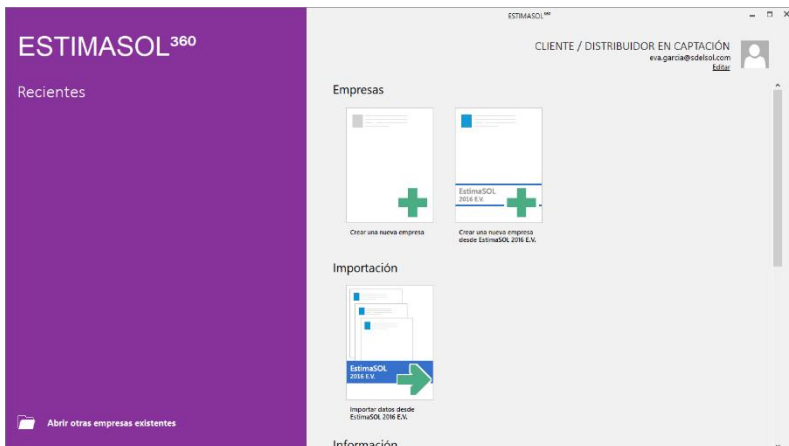 ESTIMASOL³⁶⁰
ESTIMASOL³⁶⁰
CLIENTE / DISTRIBUIDOR EN CAPTACIÓN
eva.garcia@sdelsol.com
Editar
Recientes
Empresas
EstimaSOL
2016 E.V.
Crear una nueva empresa
Crear una nueva empresa
desde EstimaSOL 2016 E.V.
Importación
EstimaSOL
2016 E.V.
Importar datos desde
EstimaSOL 2016 E.V.
Abrir otras empresas existentes
Información